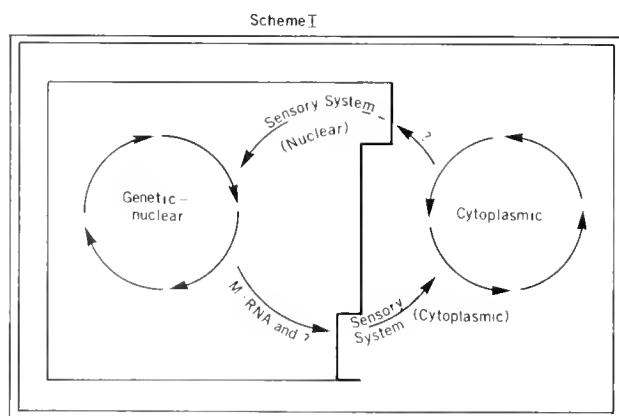 Scheme I
Sensory System –
(Nuclear)
?
Genetic –
nuclear
Cytoplasmic
M·RNA and ?
Sensory
System
(Cytoplasmic)